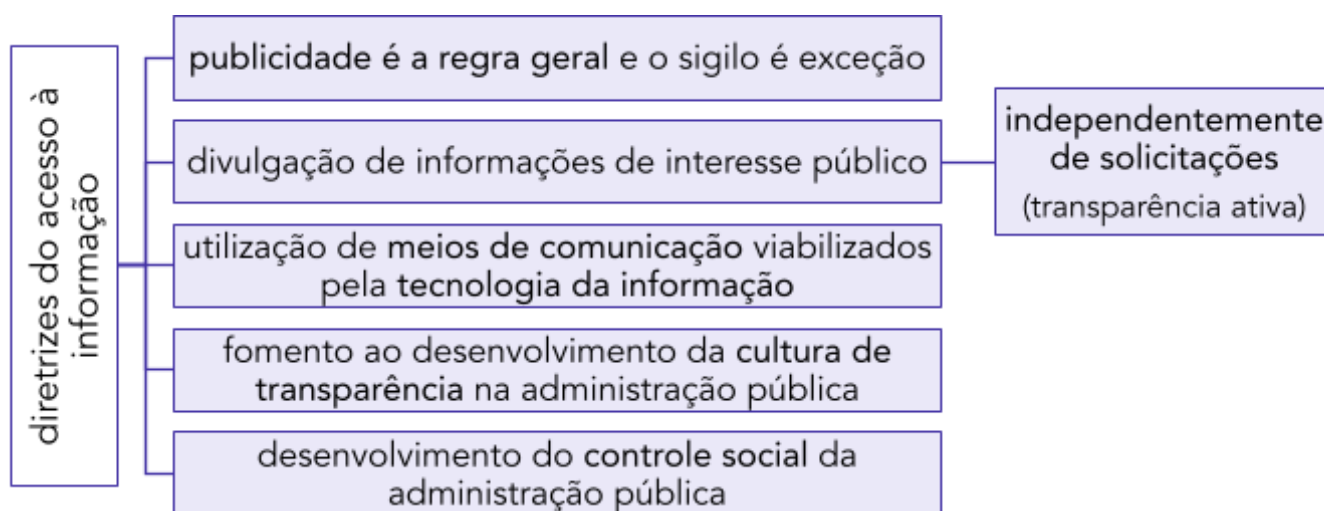 diretrizes do acesso à
informação
publicidade é a regra geral e o sigilo é exceção
divulgação de informações de interesse público
independentemente
de solicitações
(transparência ativa)
utilização de meios de comunicação viabilizados
pela tecnologia da informação
fomento ao desenvolvimento da cultura de
transparência na administração pública
desenvolvimento do controle social da
administração pública